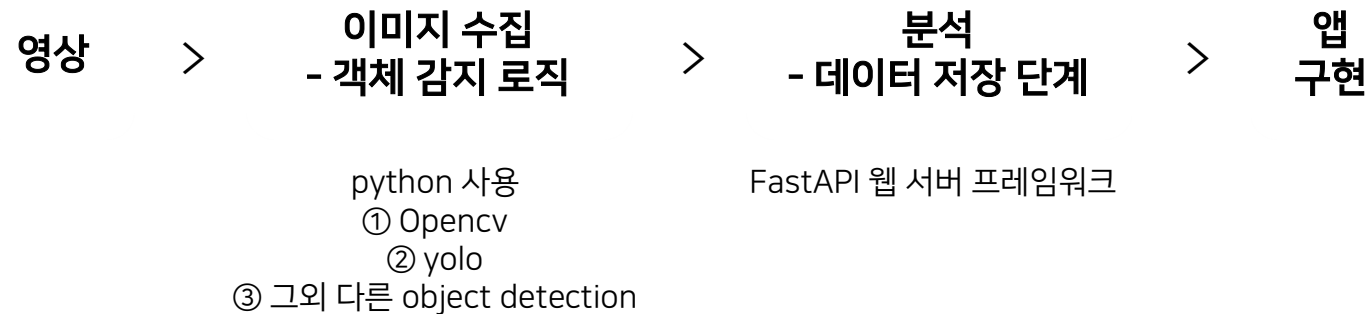 영상
>
이미지 수집
- 객체 감지 로직
>
분석
- 데이터 저장 단계
>
앱
구현
python 사용
① Opencv
② yolo
③ 그외 다른 object detection
FastAPI 웹 서버 프레임워크